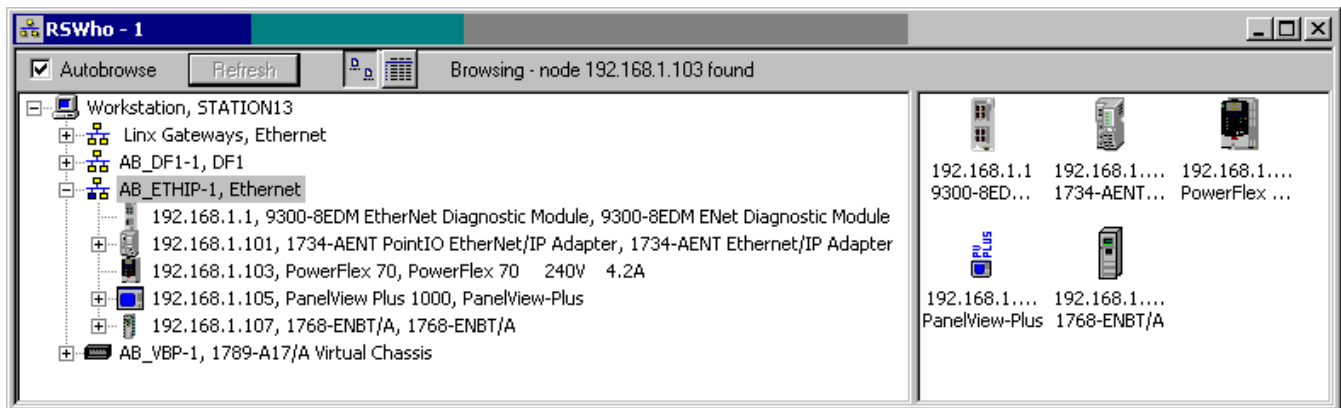 RSWho - 1
Autobrowse Refresh Browsing - node 192.168.1.103 found
Workstation, STATION13
Linx Gateways, Ethernet
AB_DF1-1, DF1
AB_ETHIP-1, Ethernet
192.168.1.1, 9300-8EDM EtherNet Diagnostic Module, 9300-8EDM ENet Diagnostic Module
192.168.1.101, 1734-AENT PointIO EtherNet/IP Adapter, 1734-AENT Ethernet/IP Adapter
192.168.1.103, PowerFlex 70, PowerFlex 70 240V 4.2A
192.168.1.105, PanelView Plus 1000, PanelView-Plus
192.168.1.107, 1768-ENBT/A, 1768-ENBT/A
AB_VBP-1, 1789-A17/A Virtual Chassis
192.168.1.1 192.168.1.... 192.168.1....
9300-8ED... 1734-AENT... PowerFlex ...
PV PLUS
192.168.1.... 192.168.1....
PanelView-Plus 1768-ENBT/A